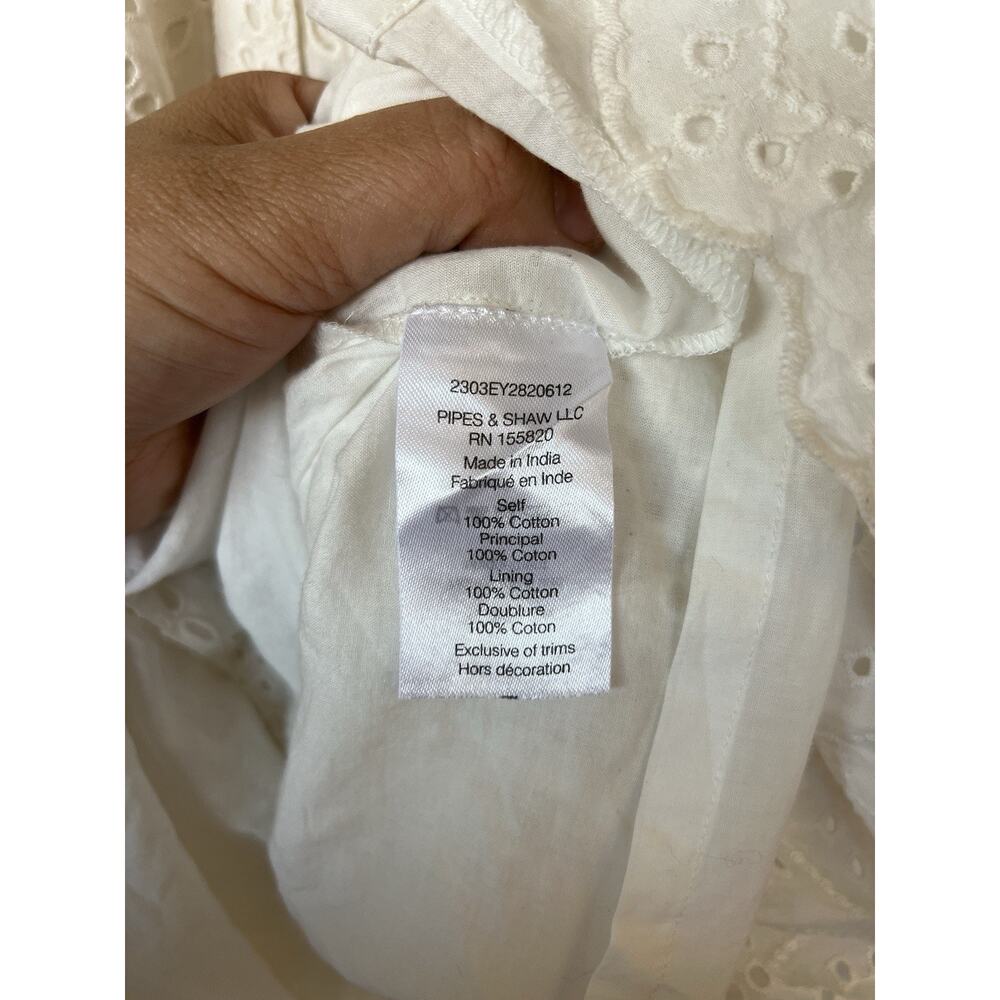 2303EY2820612
PIPES & SHAW LLC
RN 155820
Made in India
Fabriqué en Inde
Self
100% Cotton
Principal
100% Coton
Lining
100% Cotton
Doublure
100% Coton
Exclusive of trims
Hors décoration